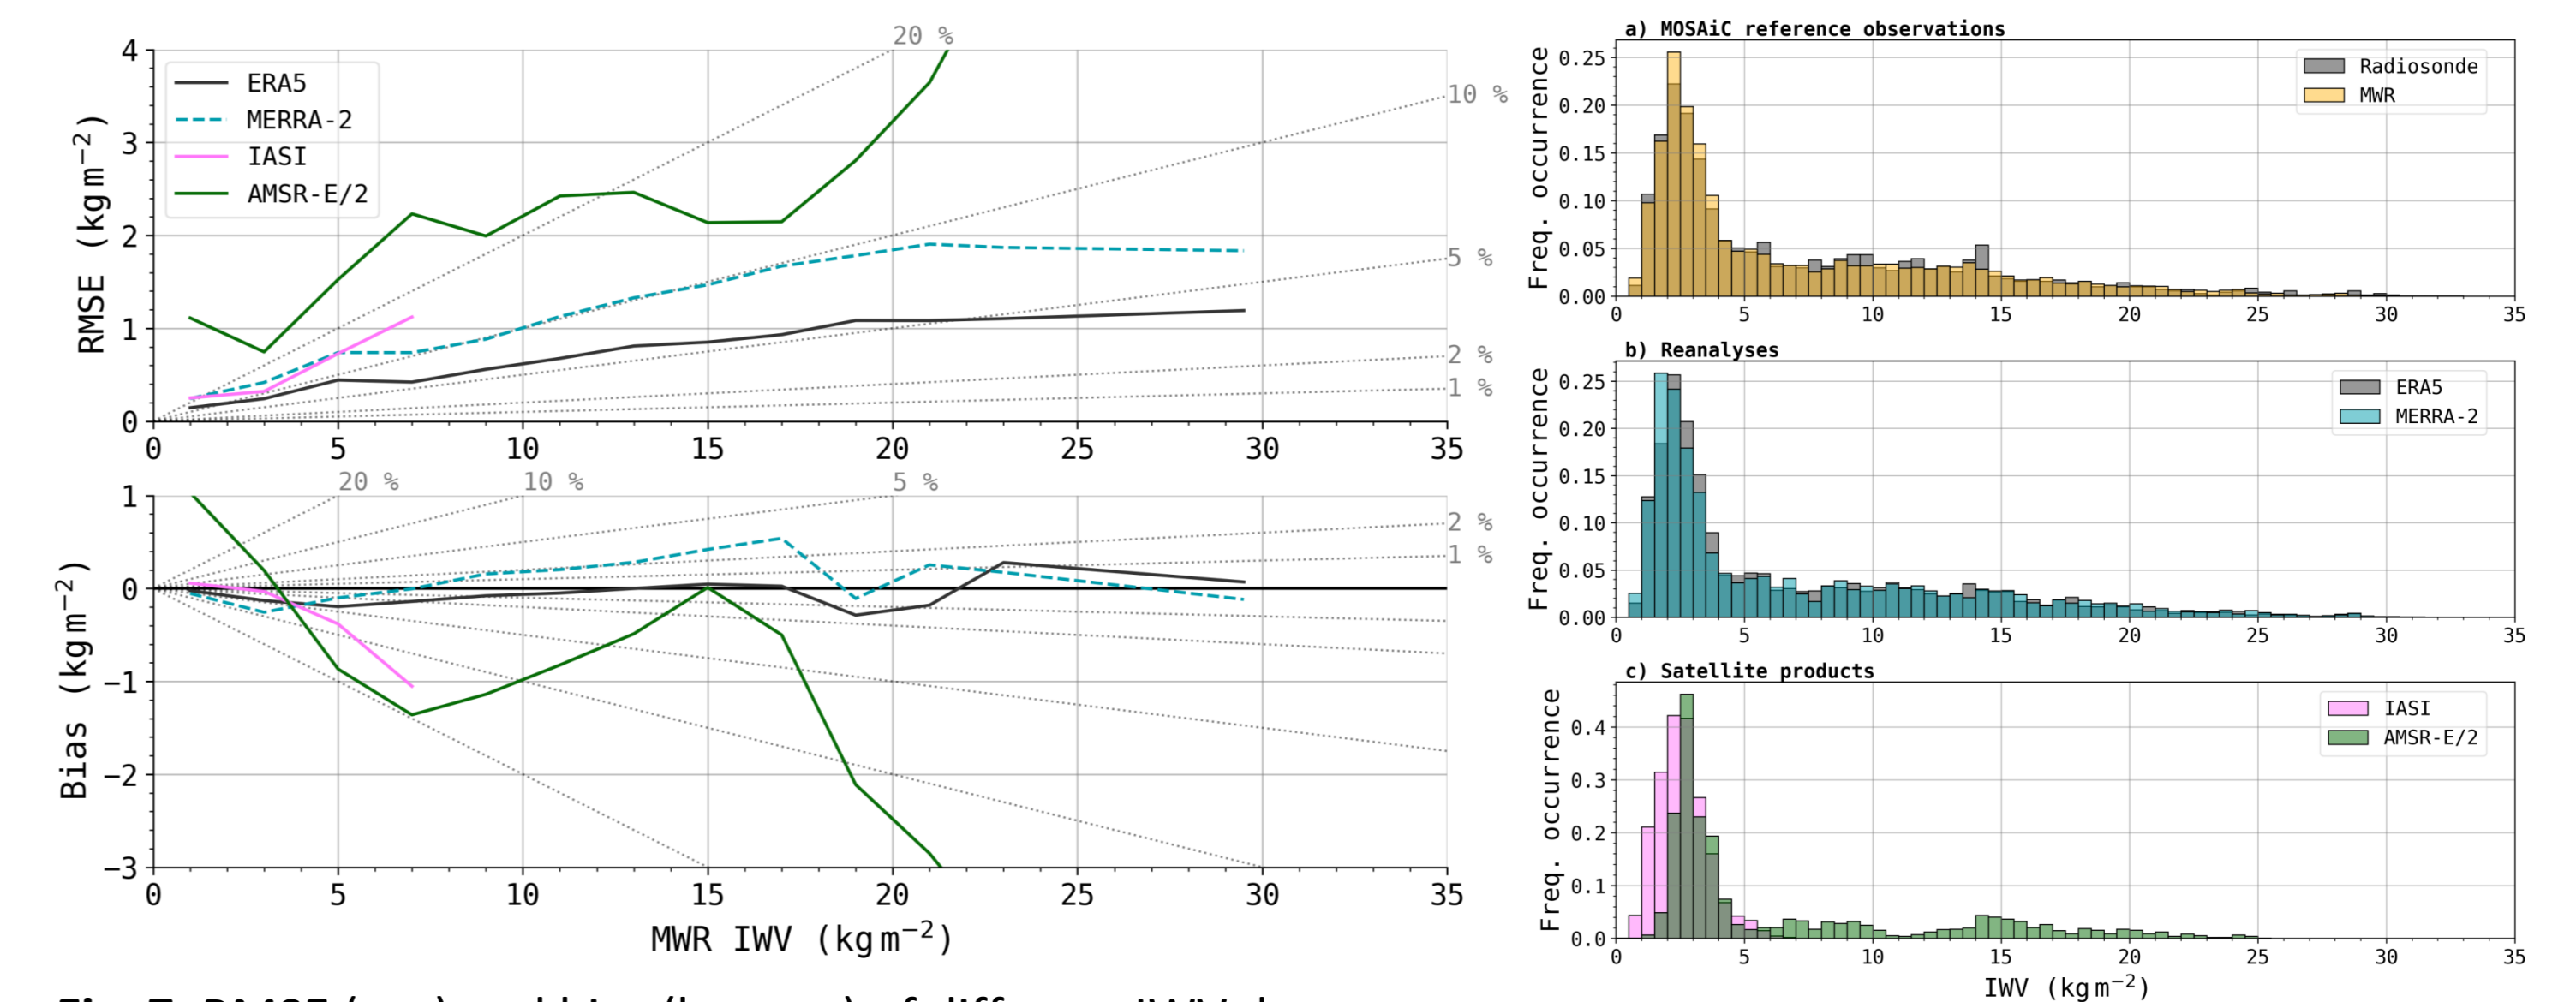 20 %
4
ERA5
MERRA-2
IASI
AMSR-E/2
10 %
3
RMSE (kg m⁻²)
2
5 %
1
2 %
1 %
0
0 5 10 15 20 25 30 35
20 % 10 % 5 %
1
2 %
1 %
0
Bias (kg m⁻²)
−1
−2
−3
0 5 10 15 20 25 30 35
MWR IWV (kg m⁻²)
a) MOSAiC reference observations
Radiosonde
MWR
Freq. occurrence
0.25
0.20
0.15
0.10
0.05
0.00
0 5 10 15 20 25 30 35
b) Reanalyses
ERA5
MERRA-2
Freq. occurrence
0.25
0.20
0.15
0.10
0.05
0.00
0 5 10 15 20 25 30 35
c) Satellite products
IASI
AMSR-E/2
Freq. occurrence
0.4
0.3
0.2
0.1
0.0
0 5 10 15 20 25 30 35
IWV (kg m⁻²)